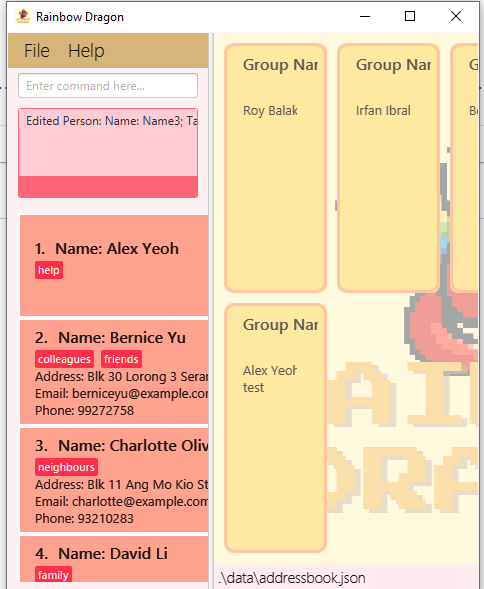 Rainbow Dragon
File Help
Enter command here...
Edited Person: Name: Name3; Ta
1. Name: Alex Yeoh
help
2. Name: Bernice Yu
colleagues friends
Address: Blk 30 Lorong 3 Seran
Email: berniceyu@example.com
Phone: 99272758
3. Name: Charlotte Oliv
neighbours
Address: Blk 11 Ang Mo Kio St
Email: charlotte@example.com
Phone: 93210283
4. Name: David Li
family
Group Nar
Roy Balak
Group Nar
Irfan Ibral
G
Be
Group Nar
Alex Yeoh
test
.\data\addressbook.json